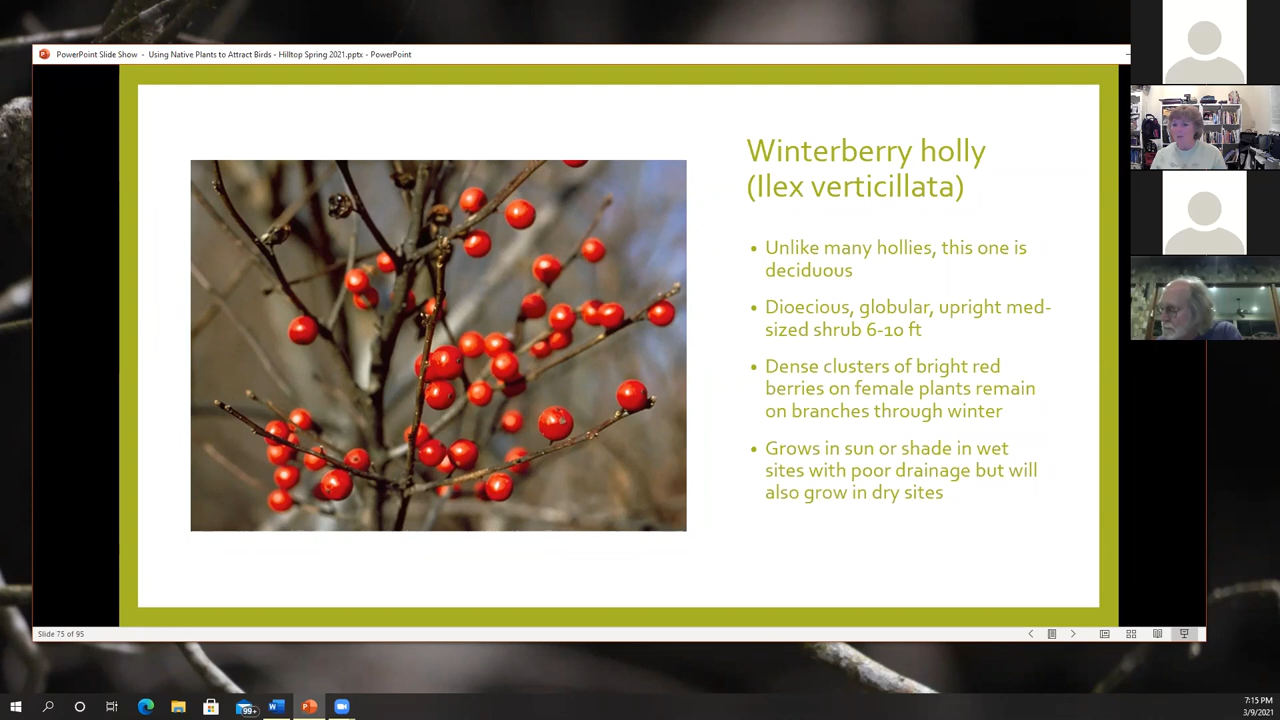 PowerPoint Slide Show - Using Native Plants to Attract Birds - Hilltop Spring 2021.pptx - PowerPoint
Winterberry holly
(Ilex verticillata)
• Unlike many hollies, this one is
deciduous
• Dioecious, globular, upright med-
sized shrub 6-10 ft
• Dense clusters of bright red
berries on female plants remain
on branches through winter
• Grows in sun or shade in wet
sites with poor drainage but will
also grow in dry sites
Slide 75 of 95
99+
7:15 PM
3/9/2021